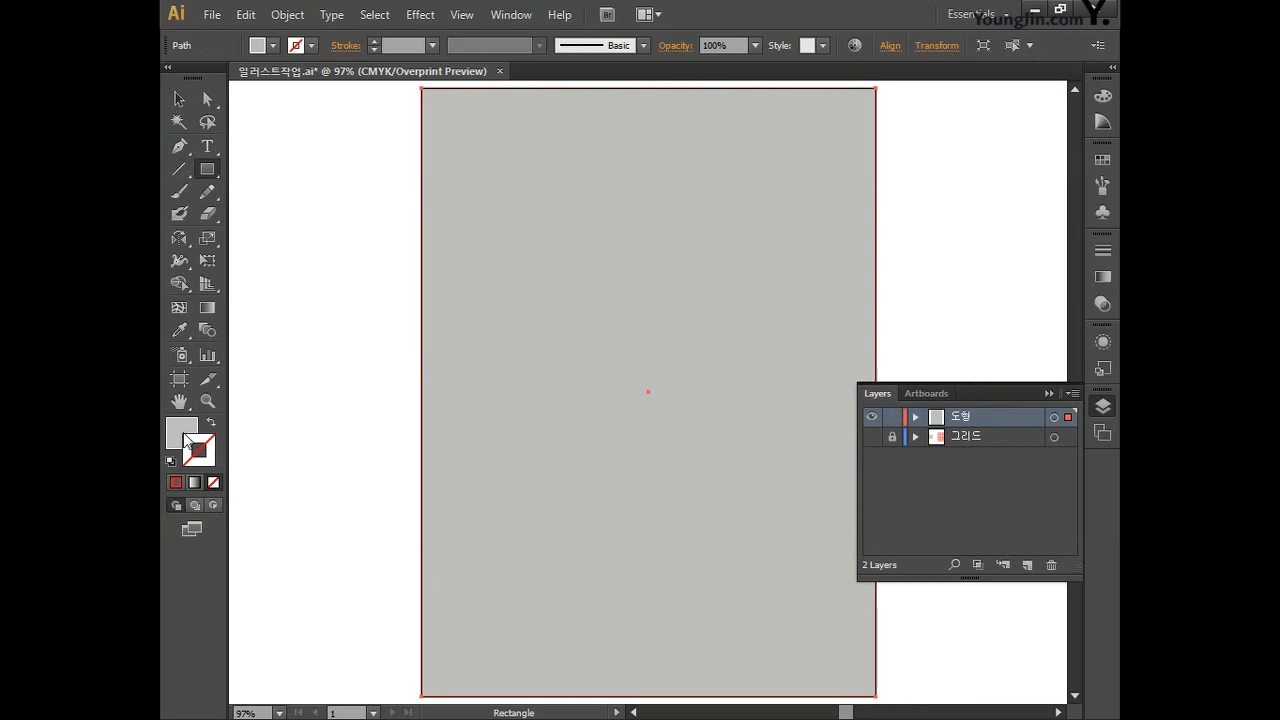 Ai File Edit Object Type Select Effect View Window Help Br Essentials
YoungJin.com Y.
Path Stroke: Basic Opacity: 100% Style: Align Transform
일러스트작업.ai* @ 97% (CMYK/Overprint Preview) ×
T
Layers Artboards
도형
그리드
2 Layers
97% 1 Rectangle